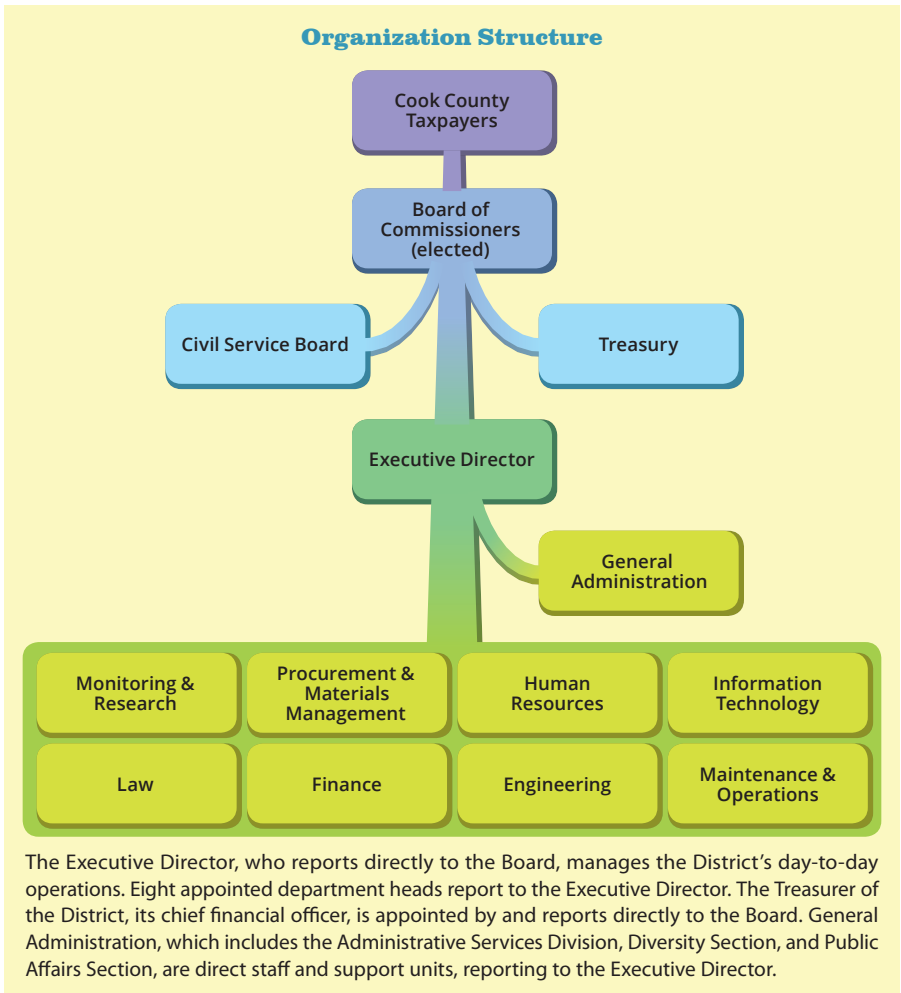 Organization Structure
Cook County
Taxpayers
Board of
Commissioners
(elected)
Civil Service Board
Treasury
Executive Director
General
Administration
Monitoring &
Research
Procurement &
Materials
Management
Human
Resources
Information
Technology
Law
Finance
Engineering
Maintenance &
Operations
The Executive Director, who reports directly to the Board, manages the District's day-to-day
operations. Eight appointed department heads report to the Executive Director. The Treasurer of
the District, its chief financial officer, is appointed by and reports directly to the Board. General
Administration, which includes the Administrative Services Division, Diversity Section, and Public
Affairs Section, are direct staff and support units, reporting to the Executive Director.